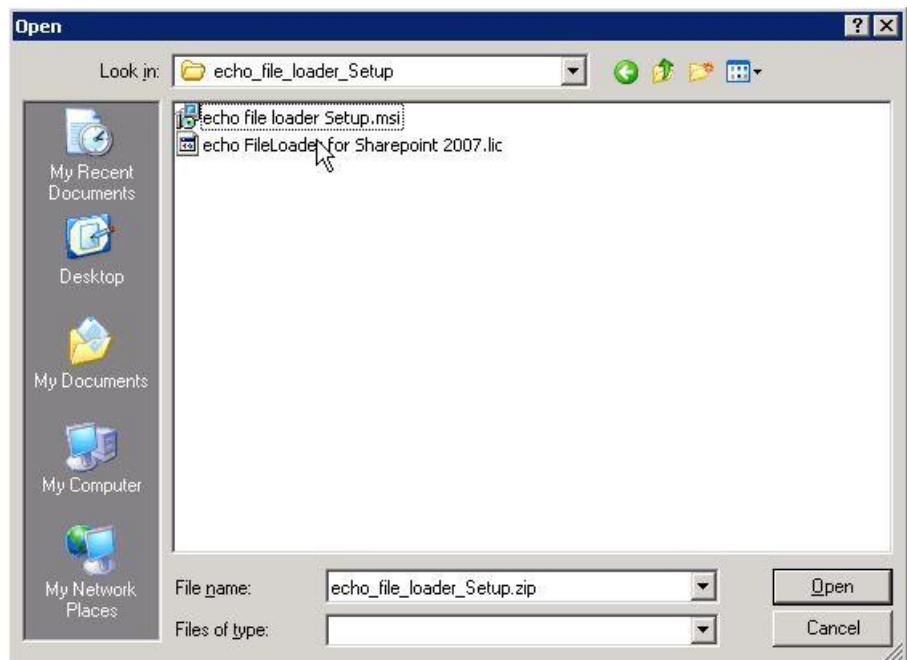 Open
Look in: echo_file_loader_Setup
My Recent
Documents
Desktop
My Documents
My Computer
My Network
Places
echo file loader Setup.msi
echo FileLoader for Sharepoint 2007.lic
File name: echo_file_loader_Setup.zip Open
Files of type: Cancel